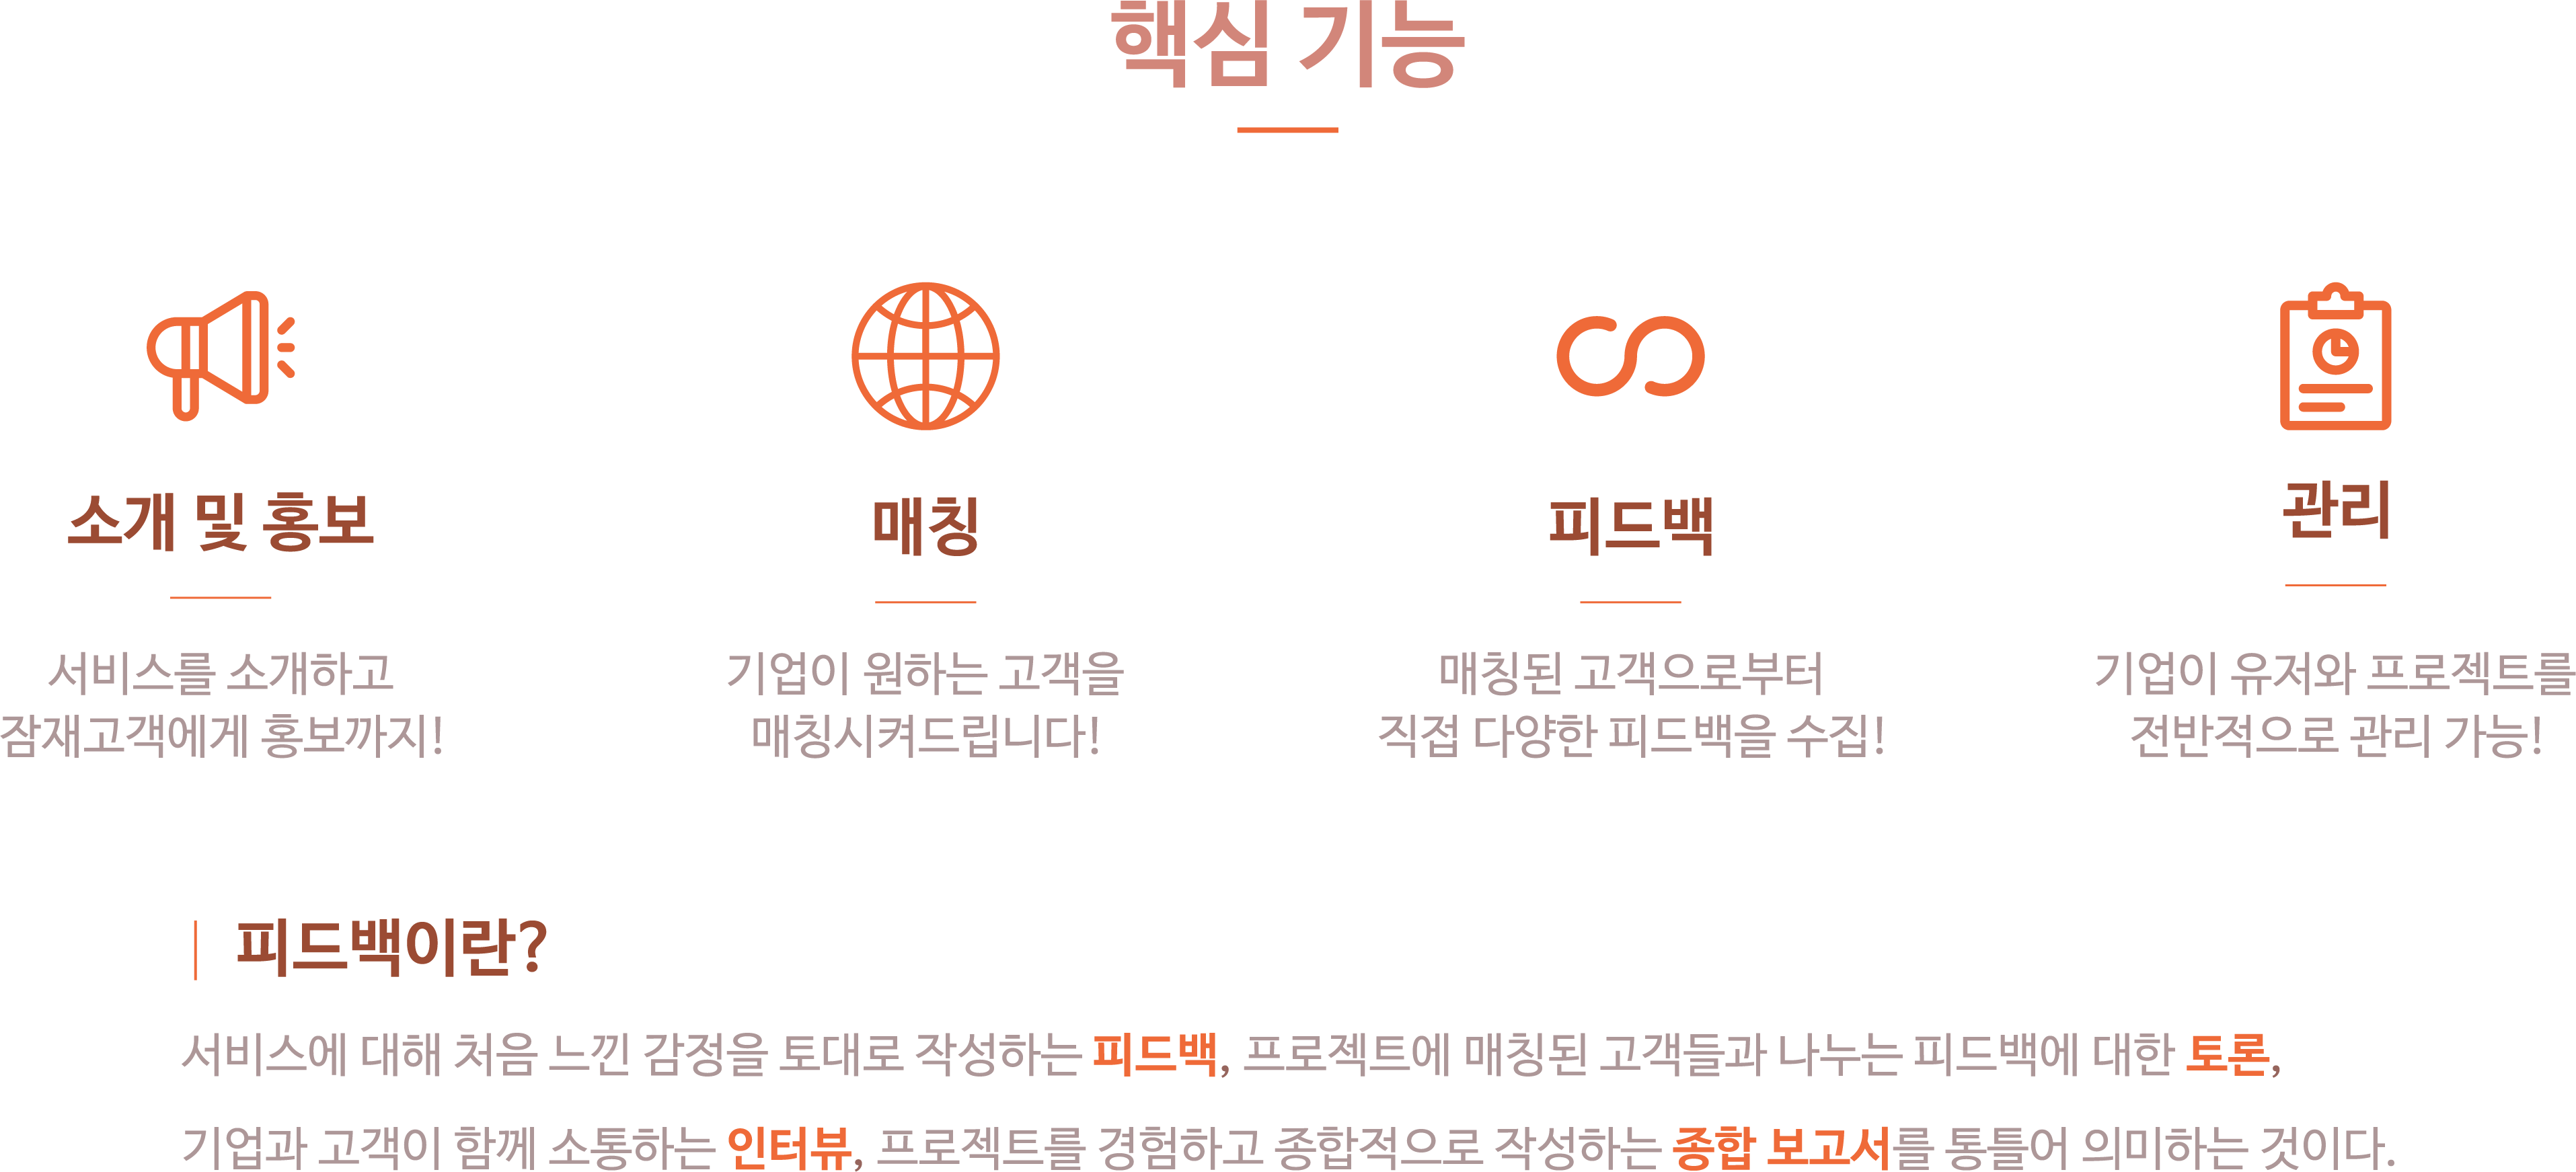 핵심 기능
소개 및 홍보
서비스를 소개하고
잠재고객에게 홍보까지!
매칭
기업이 원하는 고객을
매칭시켜드립니다!
피드백
매칭된 고객으로부터
직접 다양한 피드백을 수집!
관리
기업이 유저와 프로젝트를
전반적으로 관리 가능!
피드백이란?
서비스에 대해 처음 느낀 감정을 토대로 작성하는 피드백, 프로젝트에 매칭된 고객들과 나누는 피드백에 대한 토론,
기업과 고객이 함께 소통하는 인터뷰, 프로젝트를 경험하고 종합적으로 작성하는 종합 보고서를 통틀어 의미하는 것이다.